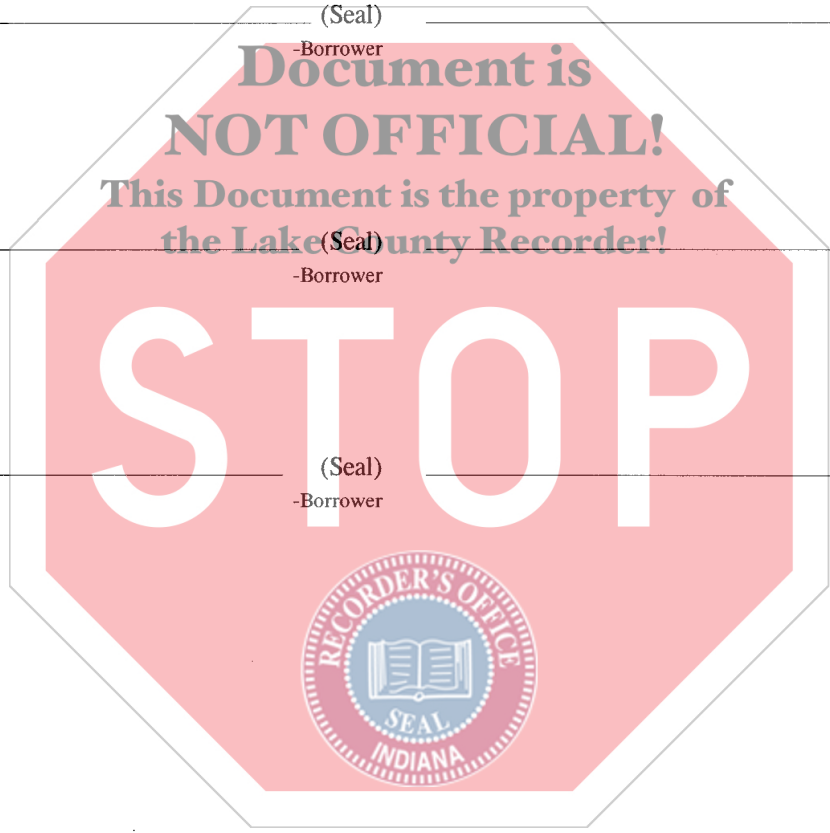 (Seal)
-Borrower
Document is
NOT OFFICIAL!
This Document is the property of
the Lake County Recorder!
(Seal)
-Borrower
STOP
(Seal)
-Borrower
RECORDER'S OFFICE
SEAL
INDIANA